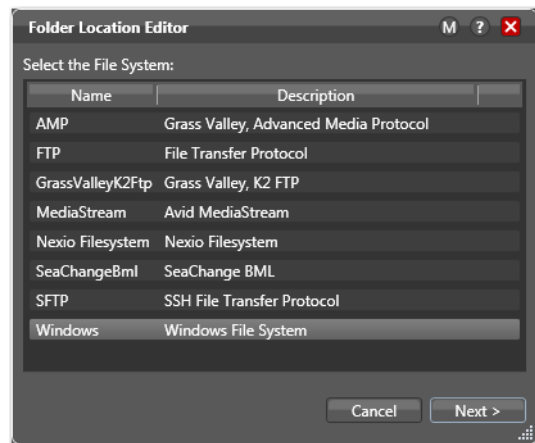 Folder Location Editor M ? X
Select the File System:
Name Description
AMP Grass Valley, Advanced Media Protocol
FTP File Transfer Protocol
GrassValleyK2Ftp Grass Valley, K2 FTP
MediaStream Avid MediaStream
Nexio Filesystem Nexio Filesystem
SeaChangeBml SeaChange BML
SFTP SSH File Transfer Protocol
Windows Windows File System
Cancel Next >